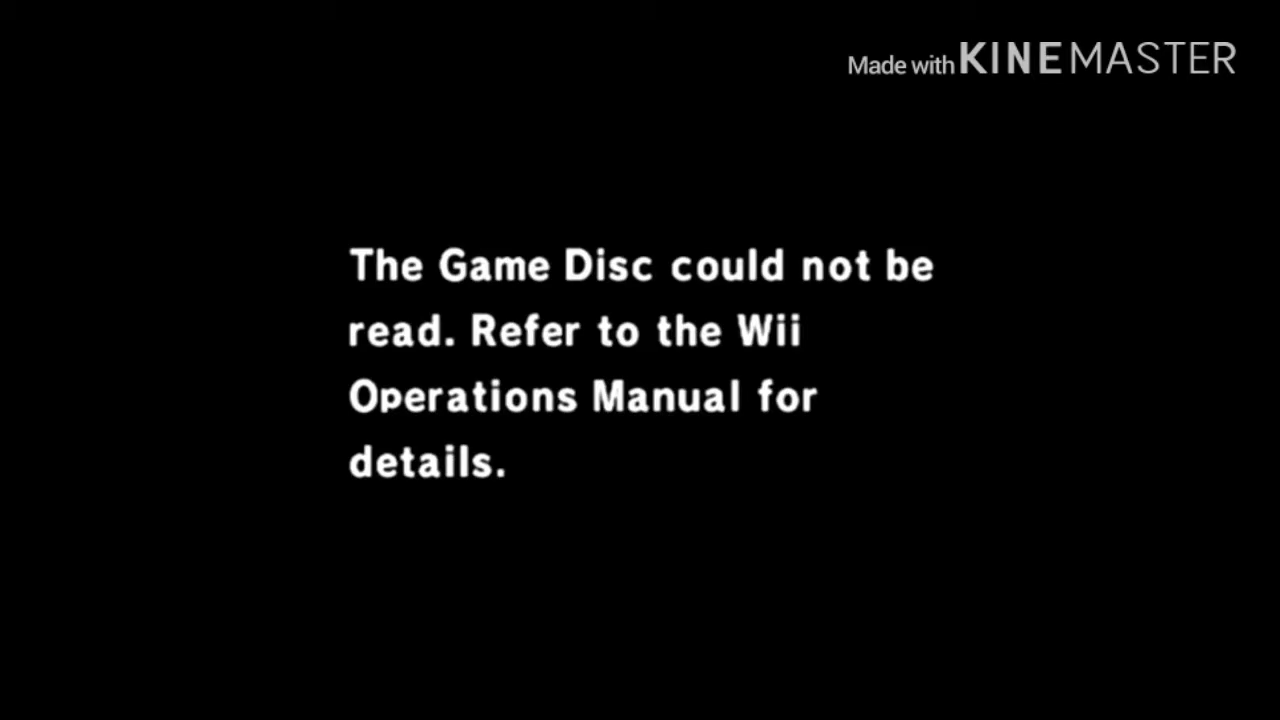 Made with KINEMASTER
The Game Disc could not be
read. Refer to the Wii
Operations Manual for
details.